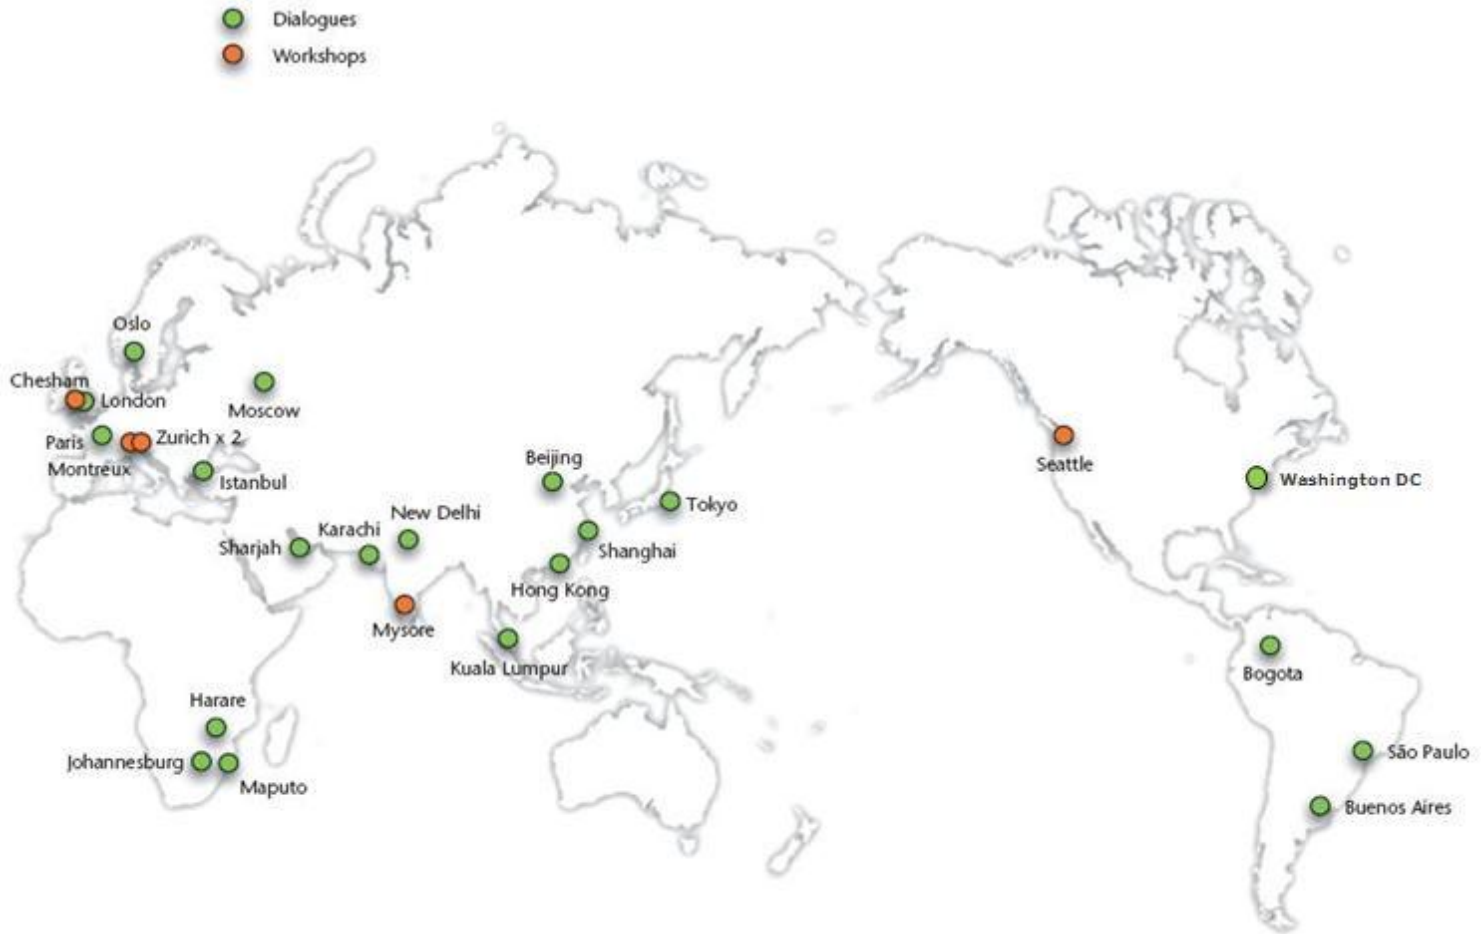 Dialogues
Workshops
Oslo
Chesham
London
Moscow
Paris
Zurich x 2
Montreux
Istanbul
Beijing
Seattle
Washington DC
Tokyo
New Delhi
Karachi
Sharjah
Shanghai
Hong Kong
Mysore
Kuala Lumpur
Bogota
Harare
Johannesburg
Maputo
São Paulo
Buenos Aires